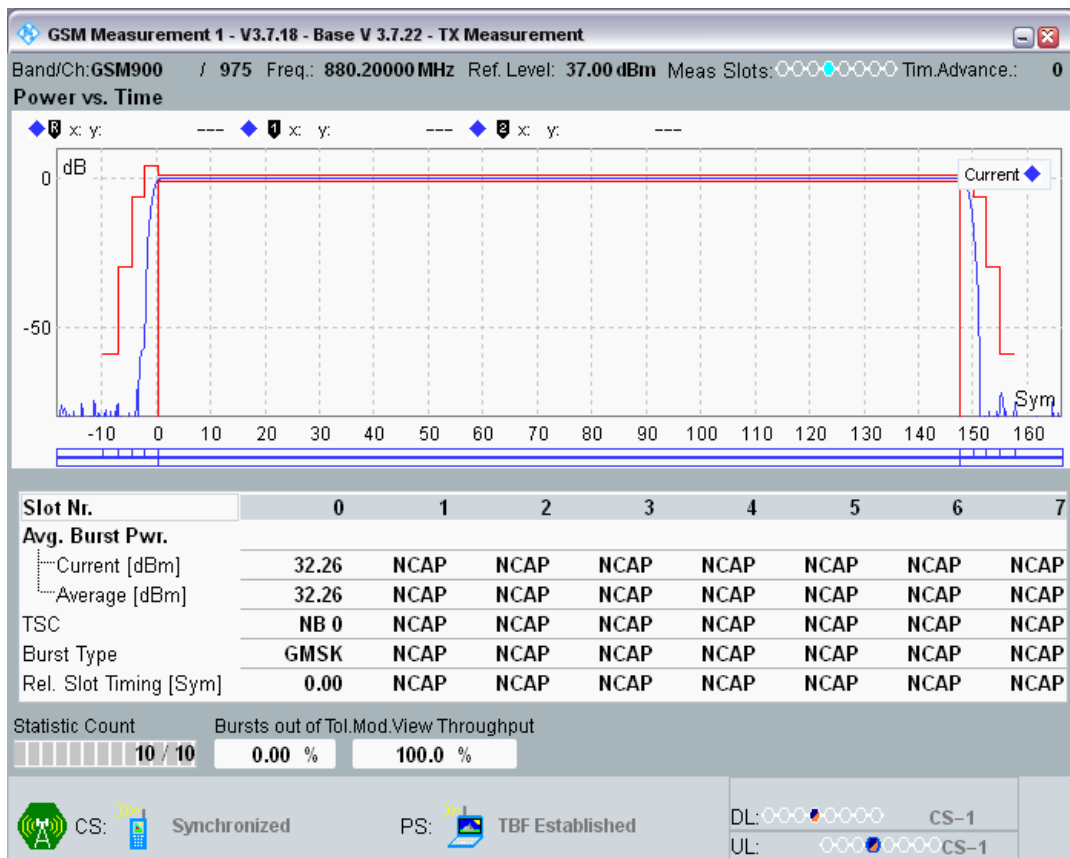 GSM Measurement 1 - V3.7.18 - Base V 3.7.22 - TX Measurement
Band/Ch:GSM900 / 975 Freq.: 880.20000 MHz Ref. Level: 37.00 dBm Meas Slots: Tim.Advance.: 0
Power vs. Time
R x: y: --- 1 x: y: --- 2 x: y: ---
dB
Current
0
-50
Sym
-10 0 10 20 30 40 50 60 70 80 90 100 110 120 130 140 150 160
Slot Nr. 0 1 2 3 4 5 6 7
Avg. Burst Pwr.
Current [dBm] 32.26 NCAP NCAP NCAP NCAP NCAP NCAP NCAP
Average [dBm] 32.26 NCAP NCAP NCAP NCAP NCAP NCAP NCAP
TSC NB 0 NCAP NCAP NCAP NCAP NCAP NCAP NCAP
Burst Type GMSK NCAP NCAP NCAP NCAP NCAP NCAP NCAP
Rel. Slot Timing [Sym] 0.00 NCAP NCAP NCAP NCAP NCAP NCAP NCAP
Statistic Count Bursts out of Tol.Mod.View Throughput
10 / 10 0.00 % 100.0 %
CS: Synchronized PS: TBF Established
DL: CS-1
UL: CS-1